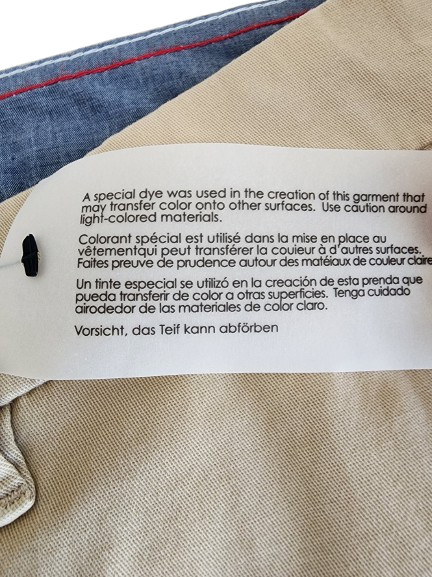 A special dye was used in the creation of this garment that
may transfer color onto other surfaces. Use caution around
light-colored materials.
Colorant spécial est utilisé dans la mise en place au
vêtementqui peut transférer la couieur à d'autres surfaces.
Faites preuve de prudence autour des matéiaux de couleur claire
Un tinte especial se utilizó en la creación de esta prenda que
pueda transferir de color a otras superficies. Tenga cuidado
airodedor de las materiales de color claro.
Vorsicht, das Teif kann abförben